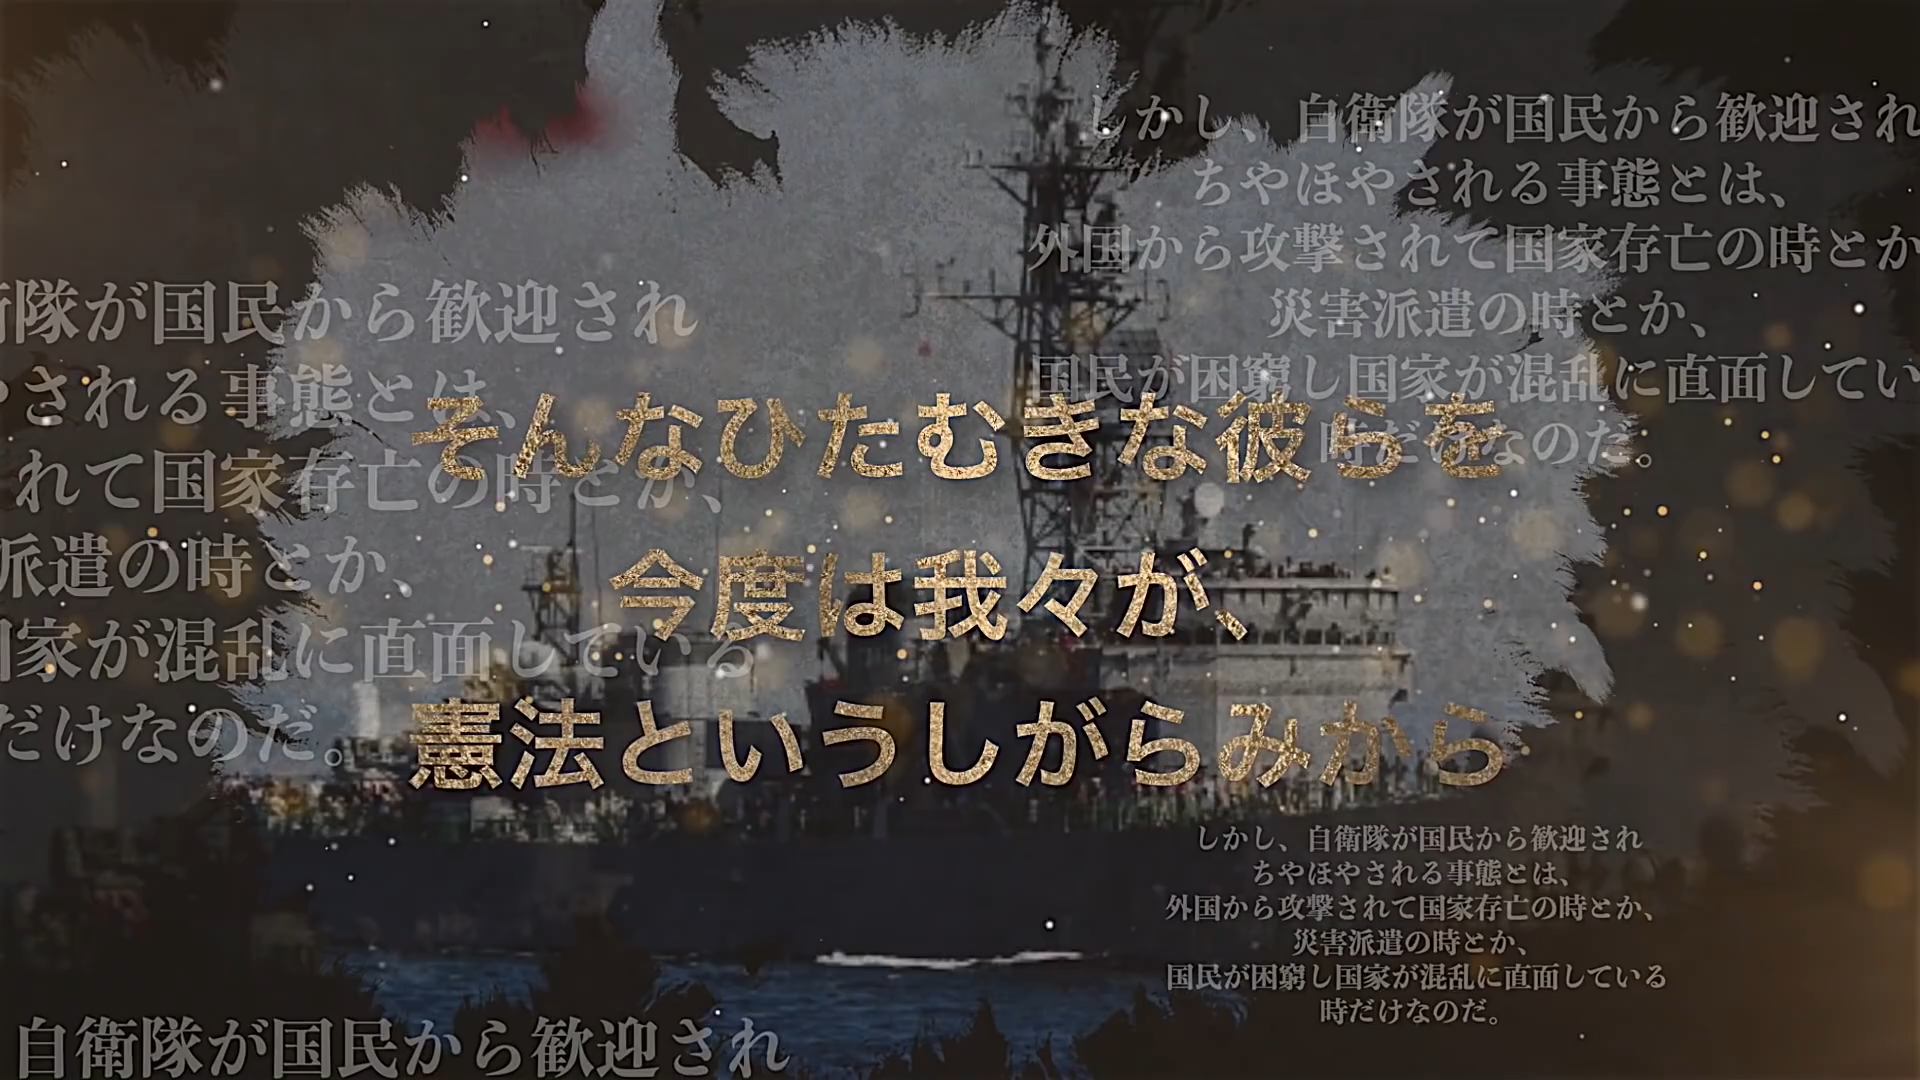 しかし、自衛隊が国民から歓迎され
ちやほやされる事態とは、
外国から攻撃されて国家存亡の時とか
災害派遣の時とか、
国民が困窮し国家が混乱に直面してい
時だけなのだ。
衛隊が国民から歓迎され
やされる事態とは、
れて国家存亡の時とか、
派遣の時とか、
国家が混乱に直面している
だけなのだ。
そんなひたむきな彼らを
今度は我々が、
憲法というしがらみから
しかし、自衛隊が国民から歓迎され
ちやほやされる事態とは、
外国から攻撃されて国家存亡の時とか、
災害派遣の時とか、
国民が困窮し国家が混乱に直面している
時だけなのだ。
自衛隊が国民から歓迎され